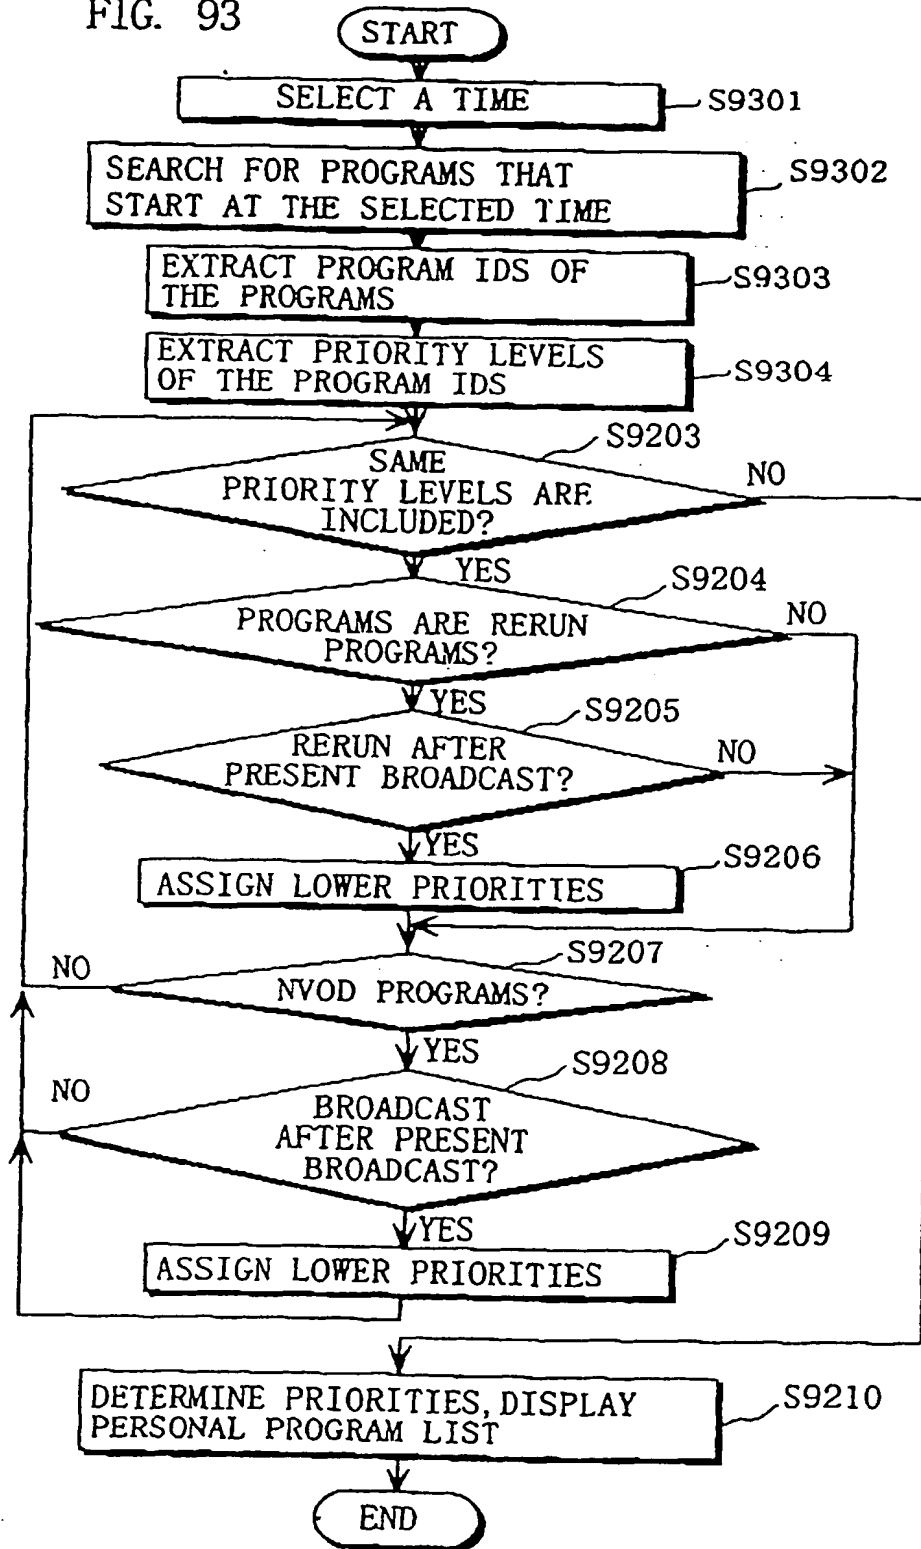 FIG. 93
START
SELECT A TIME
S9301
SEARCH FOR PROGRAMS THAT
START AT THE SELECTED TIME
S9302
EXTRACT PROGRAM IDS OF
THE PROGRAMS
S9303
EXTRACT PRIORITY LEVELS
OF THE PROGRAM IDS
S9304
S9203
SAME
PRIORITY LEVELS ARE
INCLUDED?
NO
YES
S9204
PROGRAMS ARE RERUN
PROGRAMS?
NO
YES
S9205
RERUN AFTER
PRESENT BROADCAST?
NO
YES
S9206
ASSIGN LOWER PRIORITIES
S9207
NO
NVOD PROGRAMS?
YES
S9208
NO
BROADCAST
AFTER PRESENT
BROADCAST?
YES
S9209
ASSIGN LOWER PRIORITIES
DETERMINE PRIORITIES, DISPLAY
PERSONAL PROGRAM LIST
S9210
END